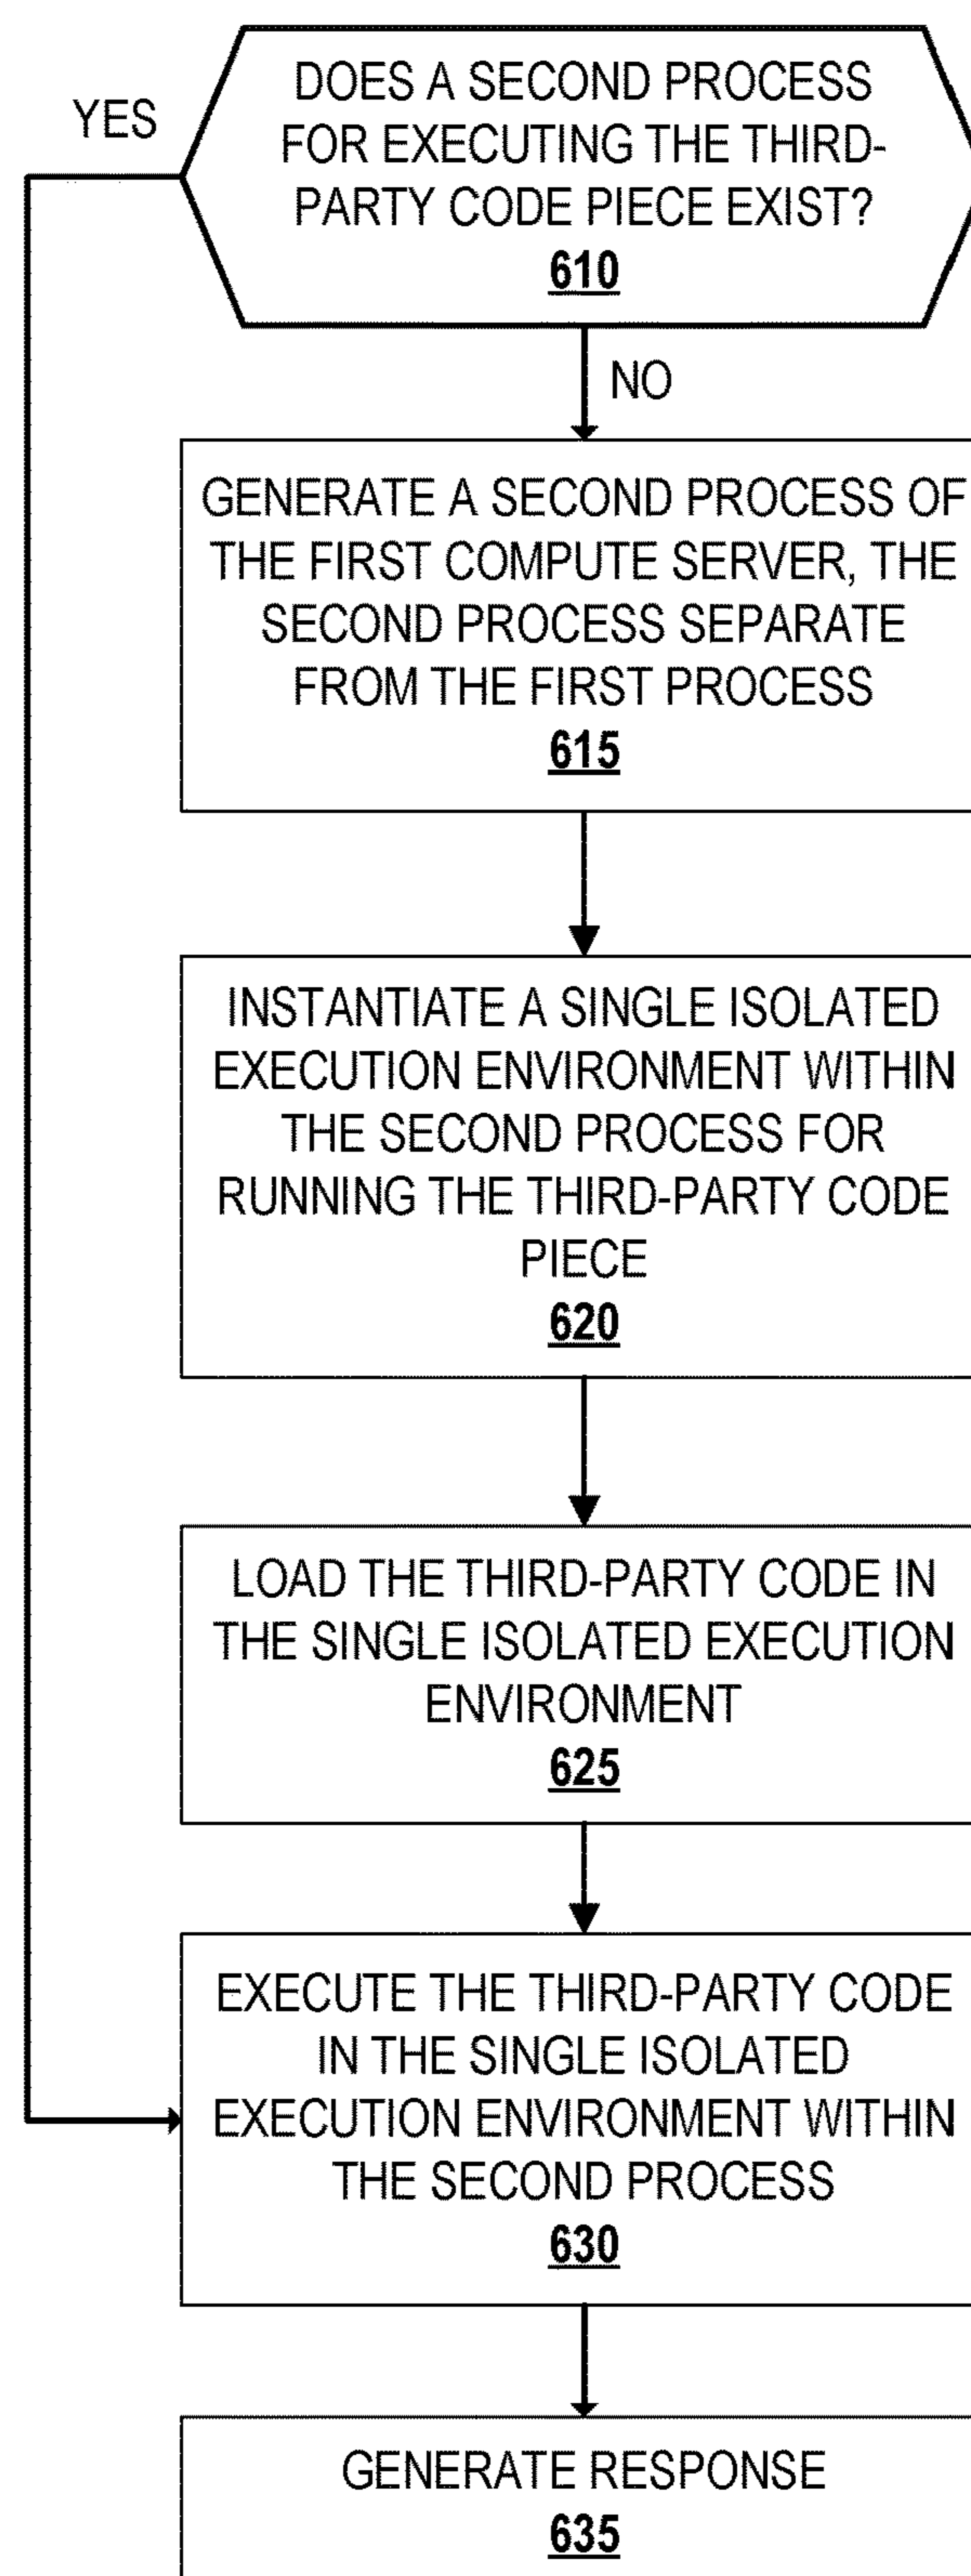 YES
DOES A SECOND PROCESS
FOR EXECUTING THE THIRD-
PARTY CODE PIECE EXIST?
610
NO
GENERATE A SECOND PROCESS OF
THE FIRST COMPUTE SERVER, THE
SECOND PROCESS SEPARATE
FROM THE FIRST PROCESS
615
INSTANTIATE A SINGLE ISOLATED
EXECUTION ENVIRONMENT WITHIN
THE SECOND PROCESS FOR
RUNNING THE THIRD-PARTY CODE
PIECE
620
LOAD THE THIRD-PARTY CODE IN
THE SINGLE ISOLATED EXECUTION
ENVIRONMENT
625
EXECUTE THE THIRD-PARTY CODE
IN THE SINGLE ISOLATED
EXECUTION ENVIRONMENT WITHIN
THE SECOND PROCESS
630
GENERATE RESPONSE
635